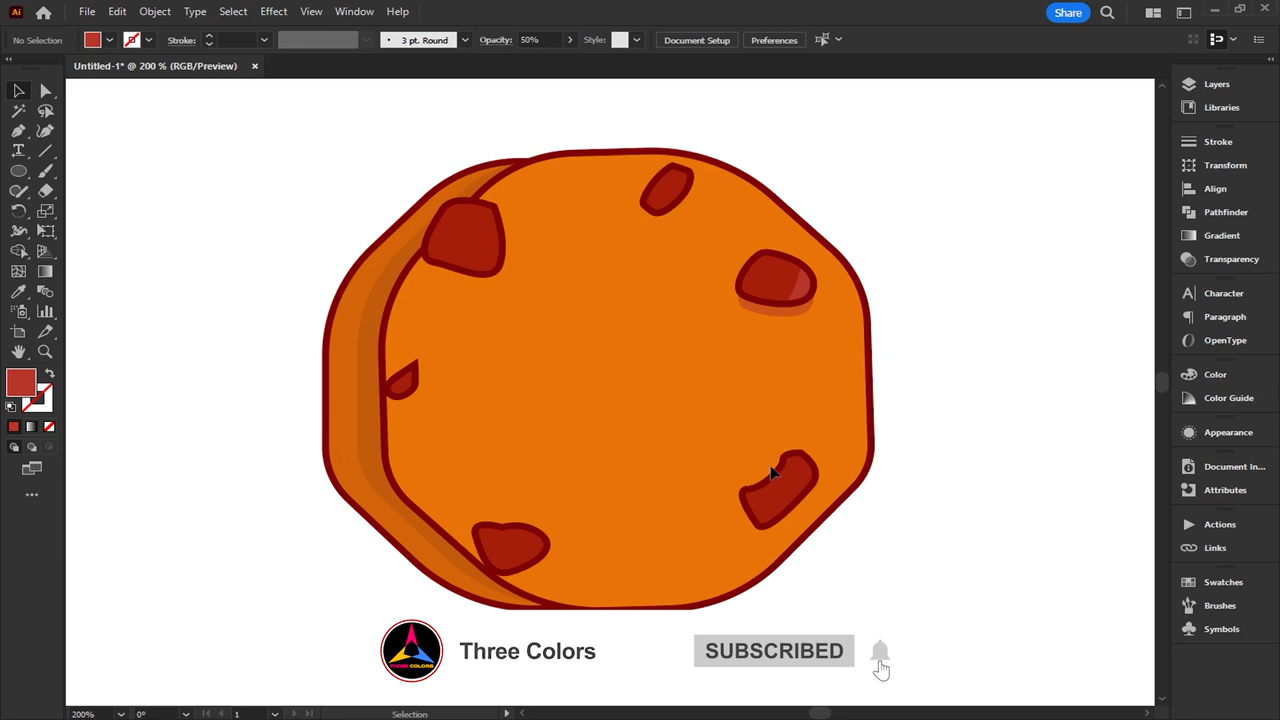 Ai File Edit Object Type Select Effect View Window Help Share
No Selection Stroke: 3 pt. Round Opacity: 50% Style: Document Setup Preferences
Untitled-1* @ 200 % (RGB/Preview)
Layers
Libraries
Stroke
Transform
Align
Pathfinder
Gradient
Transparency
Character
Paragraph
OpenType
Color
Color Guide
Appearance
Document In...
Attributes
Actions
Links
Swatches
Brushes
Symbols
THREE COLORS
Three Colors
SUBSCRIBED
200% 0° 1 Selection